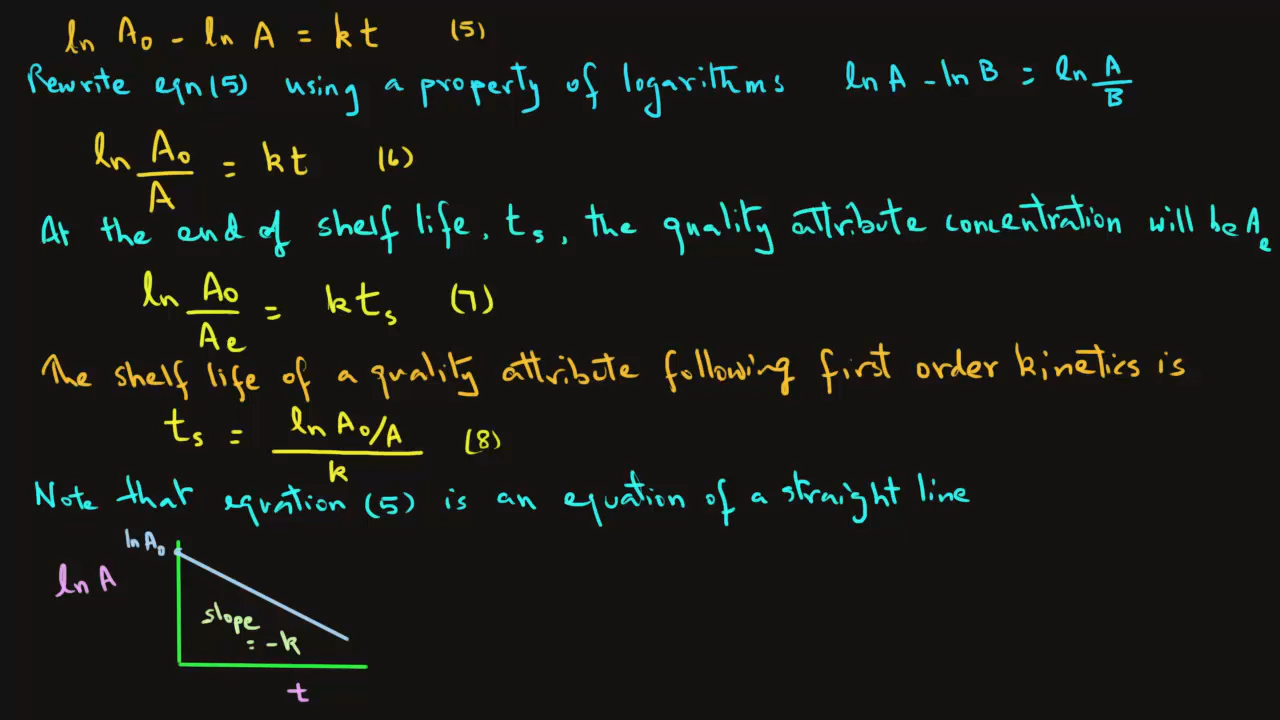 ln A₀ - ln A = kt (5)
Rewrite eqn(5) using a property of logarithms ln A - ln B = ln A/B
ln A₀/A = kt (6)
At the end of shelf life, tₛ, the quality attribute concentration will be Aₑ
ln A₀/Aₑ = ktₛ (7)
The shelf life of a quality attribute following first order kinetics is
tₛ = ln A₀/A / k (8)
Note that equation (5) is an equation of a straight line
ln A₀
ln A
slope
= -k
t